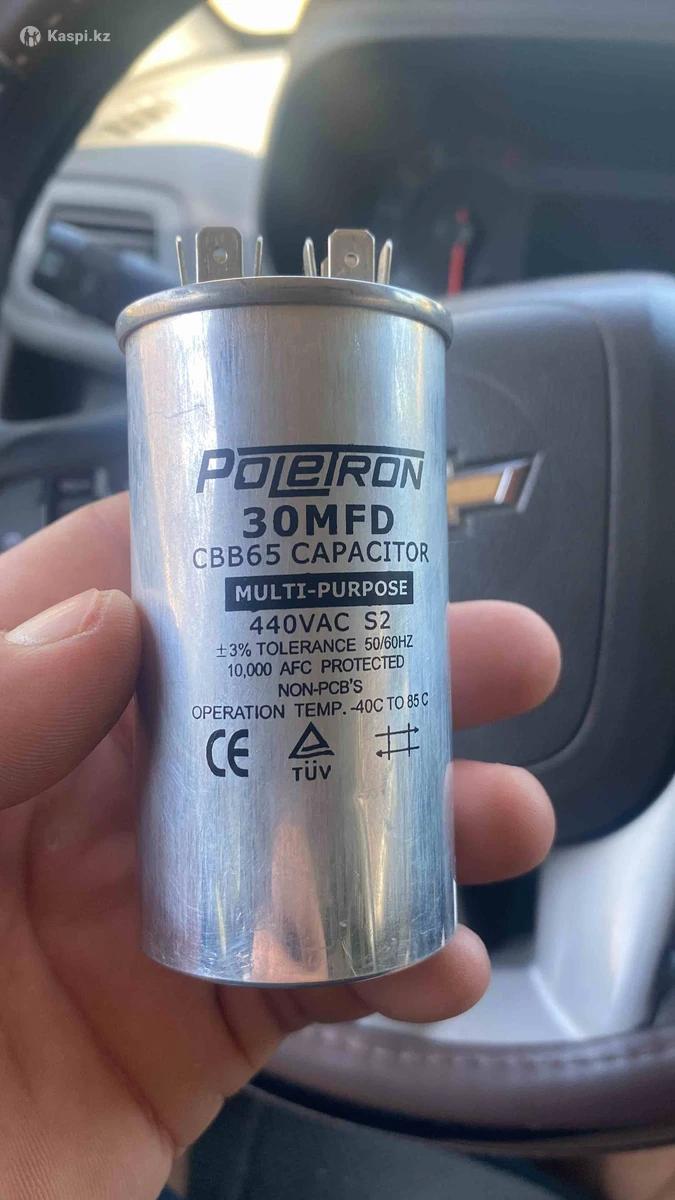 Kaspi.kz
POLETRON
30MFD
CBB65 CAPACITOR
MULTI-PURPOSE
440VAC S2
±3% TOLERANCE 50/60HZ
10,000 AFC PROTECTED
NON-PCB'S
OPERATION TEMP. -40C TO 85 C
CE
TÜV